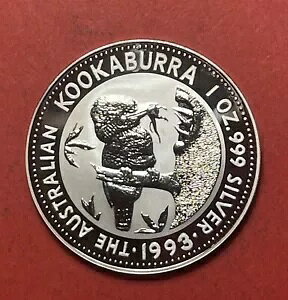 THE AUSTRALIAN KOOKABURRA 1 OZ. 999 SILVER · 1993 ·